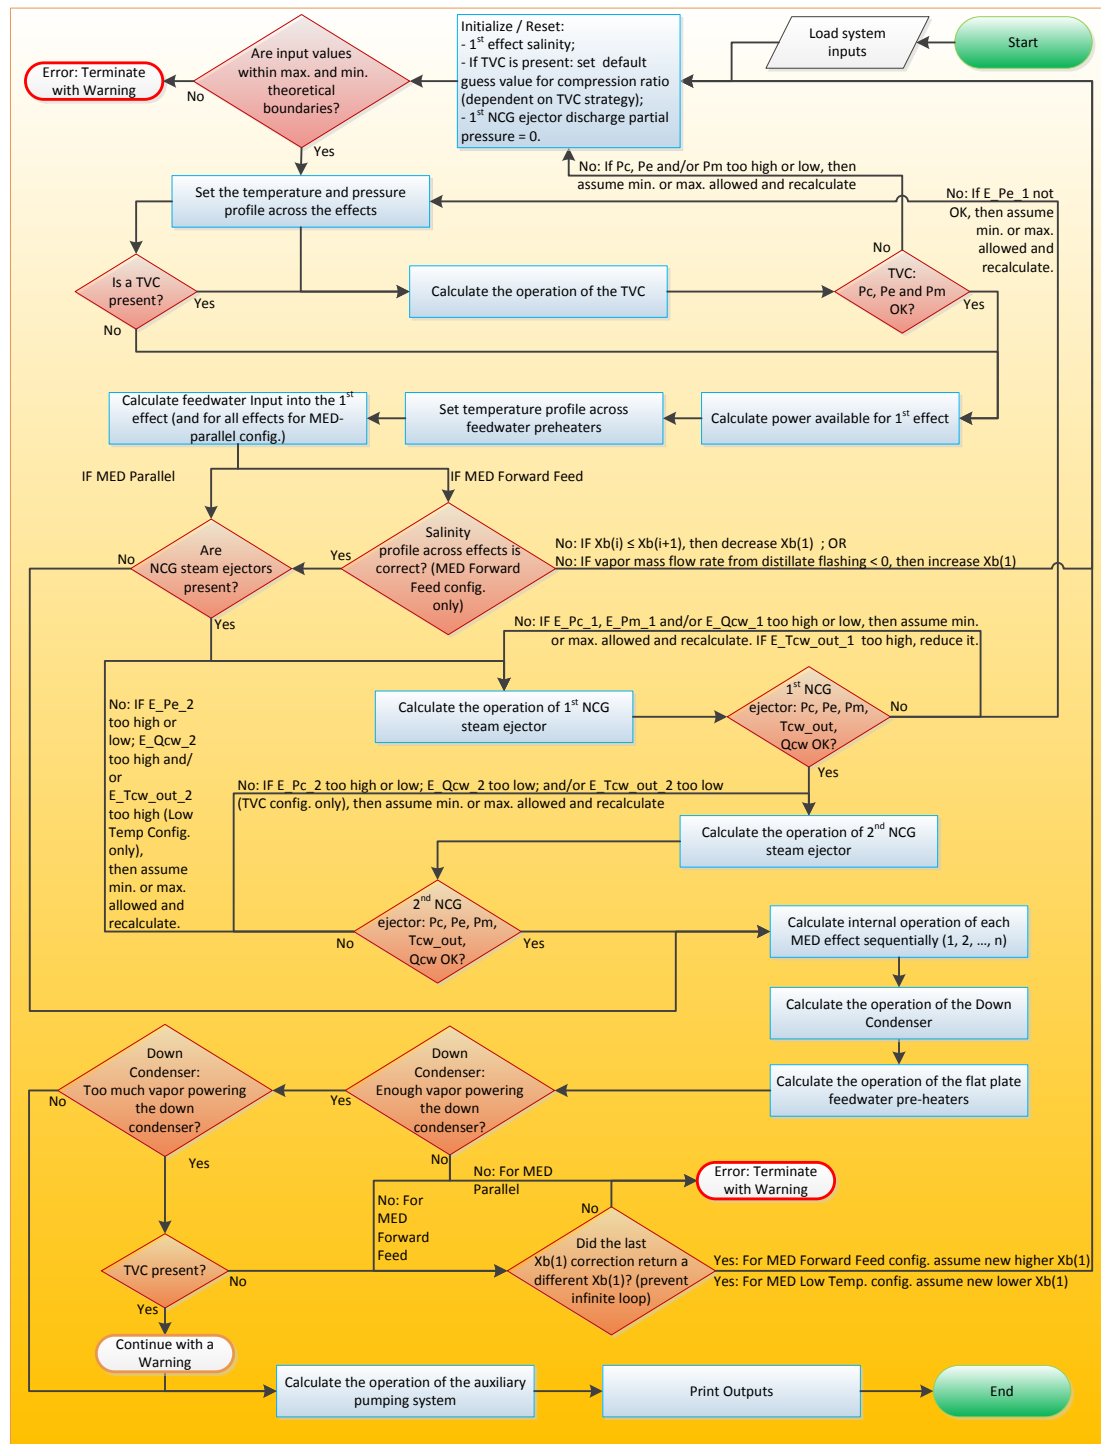 Start
Load system
inputs
Initialize / Reset:
- 1st effect salinity;
- If TVC is present: set default
guess value for compression ratio
(dependent on TVC strategy);
- 1st NCG ejector discharge partial
pressure = 0.
Are input values
within max. and min.
theoretical
boundaries?
No
Error: Terminate
with Warning
Yes
Set the temperature and pressure
profile across the effects
No: If Pc, Pe and/or Pm too high or low, then
assume min. or max. allowed and recalculate
No: If E_Pe_1 not
OK, then assume
min. or max.
allowed and
recalculate.
Is a TVC
present?
Yes
No
Calculate the operation of the TVC
No
TVC:
Pc, Pe and Pm
OK?
Yes
Calculate feedwater Input into the 1st
effect (and for all effects for MED-
parallel config.)
Set temperature profile across
feedwater preheaters
Calculate power available for 1st effect
IF MED Parallel
IF MED Forward Feed
No
Are
NCG steam ejectors
present?
Yes
Yes
Salinity
profile across effects is
correct? (MED Forward
Feed config.
only)
No: IF Xb(i) ≤ Xb(i+1), then decrease Xb(1)  ; OR
No: IF vapor mass flow rate from distillate flashing < 0, then increase Xb(1)
No: IF E_Pc_1, E_Pm_1 and/or E_Qcw_1 too high or low, then assume min.
or max. allowed and recalculate. IF E_Tcw_out_1 too high, reduce it.
No: IF E_Pe_2
too high or
low; E_Qcw_2
too high and/
or
E_Tcw_out_2
too high (Low
Temp Config.
only),
then assume
min. or max.
allowed and
recalculate.
Calculate the operation of 1st NCG
steam ejector
1st NCG
ejector: Pc, Pe, Pm,
Tcw_out,
Qcw OK?
No
Yes
No: IF E_Pc_2 too high or low; E_Qcw_2 too low; and/or E_Tcw_out_2 too low
(TVC config. only), then assume min. or max. allowed and recalculate
Calculate the operation of 2nd NCG
steam ejector
2nd NCG
ejector: Pc, Pe, Pm,
Tcw_out,
Qcw OK?
No
Yes
Calculate internal operation of each
MED effect sequentially (1, 2, ..., n)
Calculate the operation of the Down
Condenser
Calculate the operation of the flat plate
feedwater pre-heaters
Down
Condenser:
Enough vapor powering
the down
condenser?
Yes
No
Down
Condenser:
Too much vapor powering
the down
condenser?
No
Yes
No: For MED
Parallel
Error: Terminate
with Warning
No: For
MED
Forward
Feed
No
TVC present?
No
Yes
Did the last
Xb(1) correction return a
different Xb(1)? (prevent
infinite loop)
Yes: For MED Forward Feed config. assume new higher Xb(1)
Yes: For MED Low Temp. config. assume new lower Xb(1)
Continue with a
Warning
Calculate the operation of the auxiliary
pumping system
Print Outputs
End